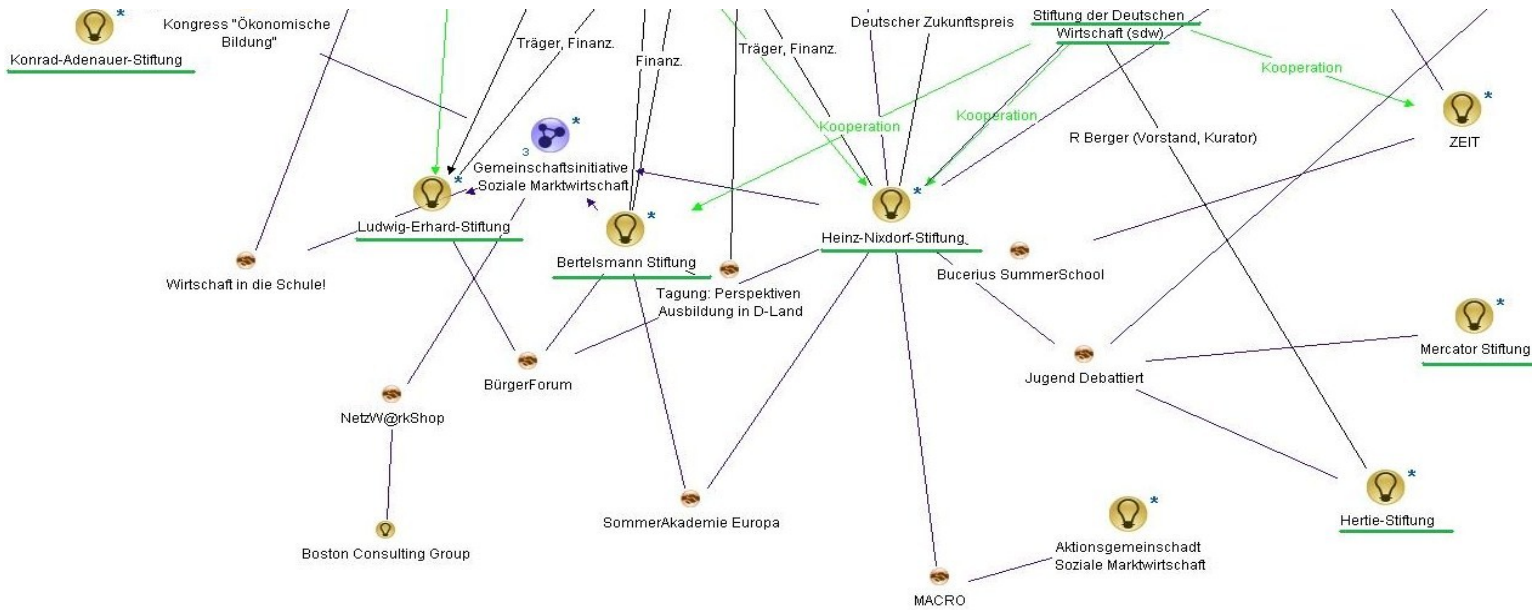 Konrad-Adenauer-Stiftung
Kongress "Ökonomische
Bildung"
Träger, Finanz.
Finanz.
Träger, Finanz.
Deutscher Zukunftspreis
Stiftung der Deutschen
Wirtschaft (sdw)
Kooperation
Kooperation
Kooperation
R Berger (Vorstand, Kurator)
*
ZEIT
3
Gemeinschaftsinitiative
Soziale Marktwirtschaft
Ludwig-Erhard-Stiftung
Bertelsmann Stiftung
Heinz-Nixdorf-Stiftung
Wirtschaft in die Schule!
Tagung: Perspektiven
Ausbildung in D-Land
Bucerius SummerSchool
Mercator Stiftung
BürgerForum
Jugend Debattiert
NetzW@rkShop
SommerAkademie Europa
Hertie-Stiftung
Boston Consulting Group
Aktionsgemeinschadt
Soziale Marktwirtschaft
MACRO